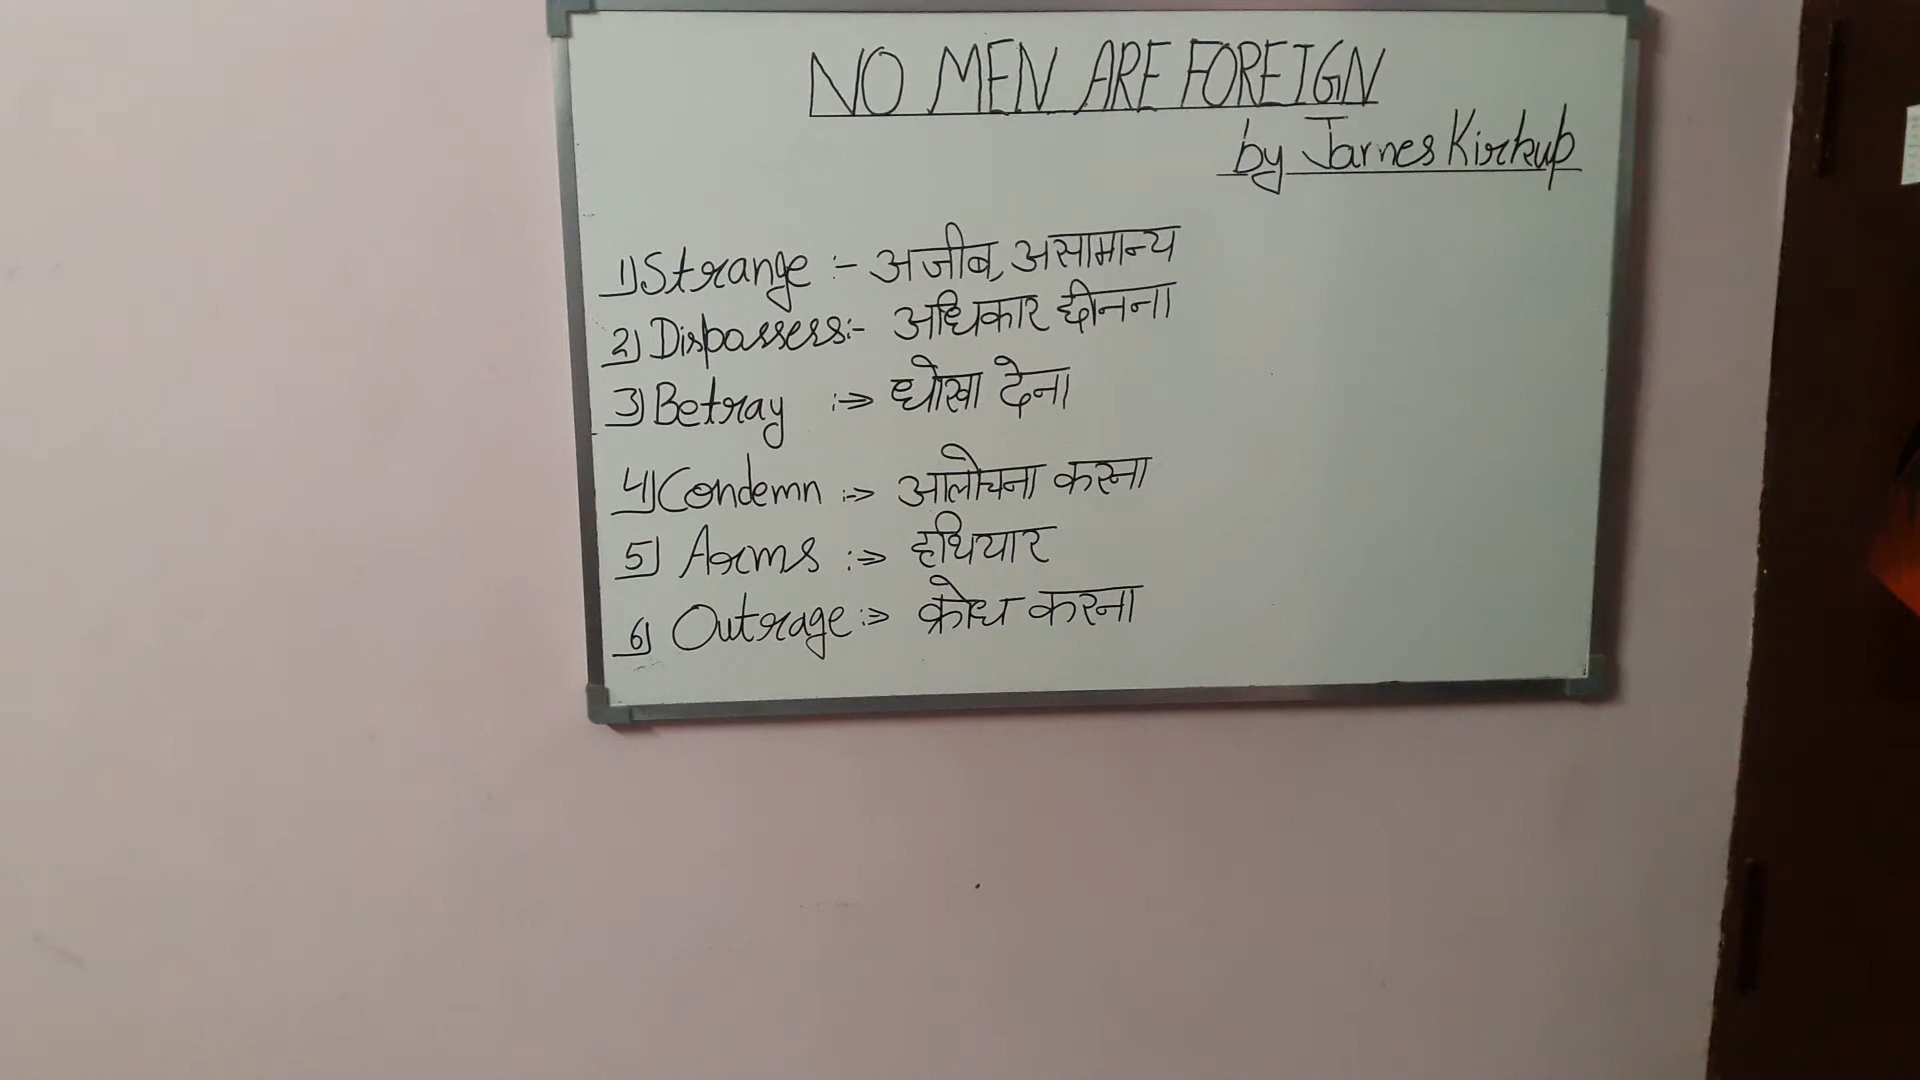 NO MEN ARE FOREIGN
by James Kirkup
1) Strange :- अजीब, असामान्य
2) Dispassess:- अधिकार छीनना
3) Betray :-> धोखा देना
4) Condemn :-> आलोचना करना
5) Arms :-> हथियार
6) Outrage :-> क्रोध करना